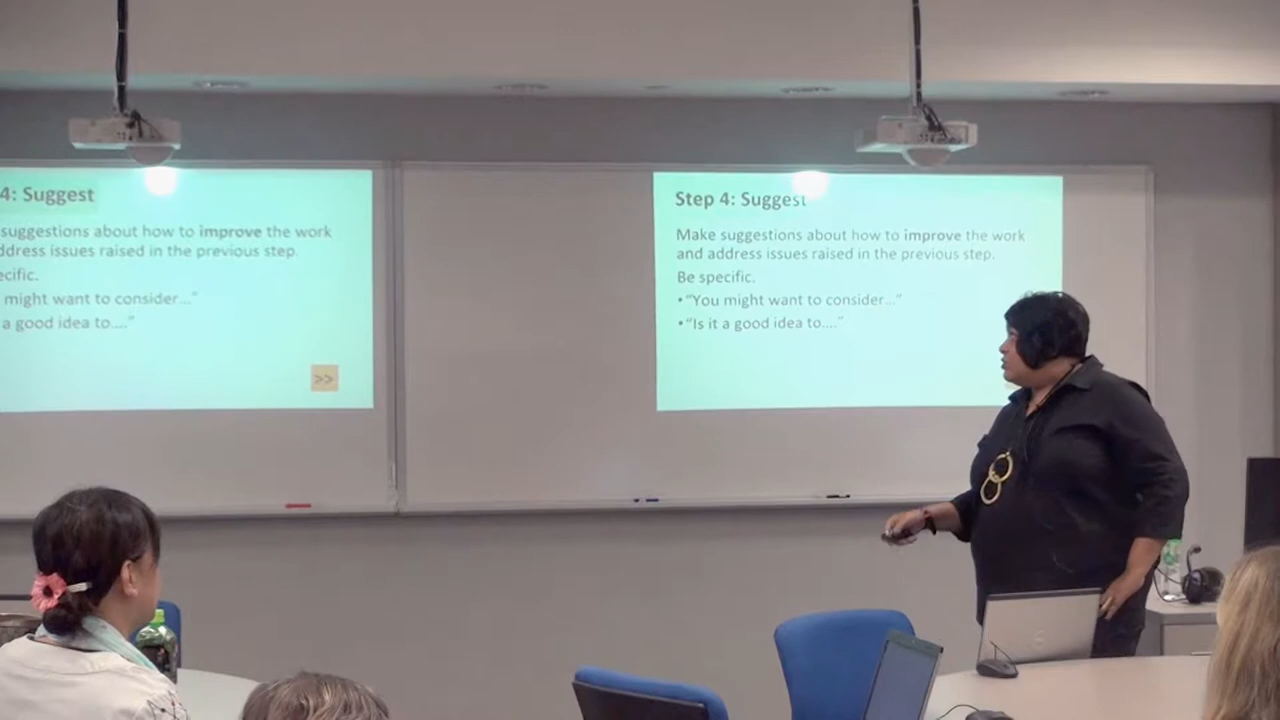 4: Suggest
suggestions about how to improve the work
ddress issues raised in the previous step.
ecific.
might want to consider..."
a good idea to...."
>>
Step 4: Suggest
Make suggestions about how to improve the work
and address issues raised in the previous step.
Be specific.
•"You might want to consider..."
•"Is it a good idea to...."